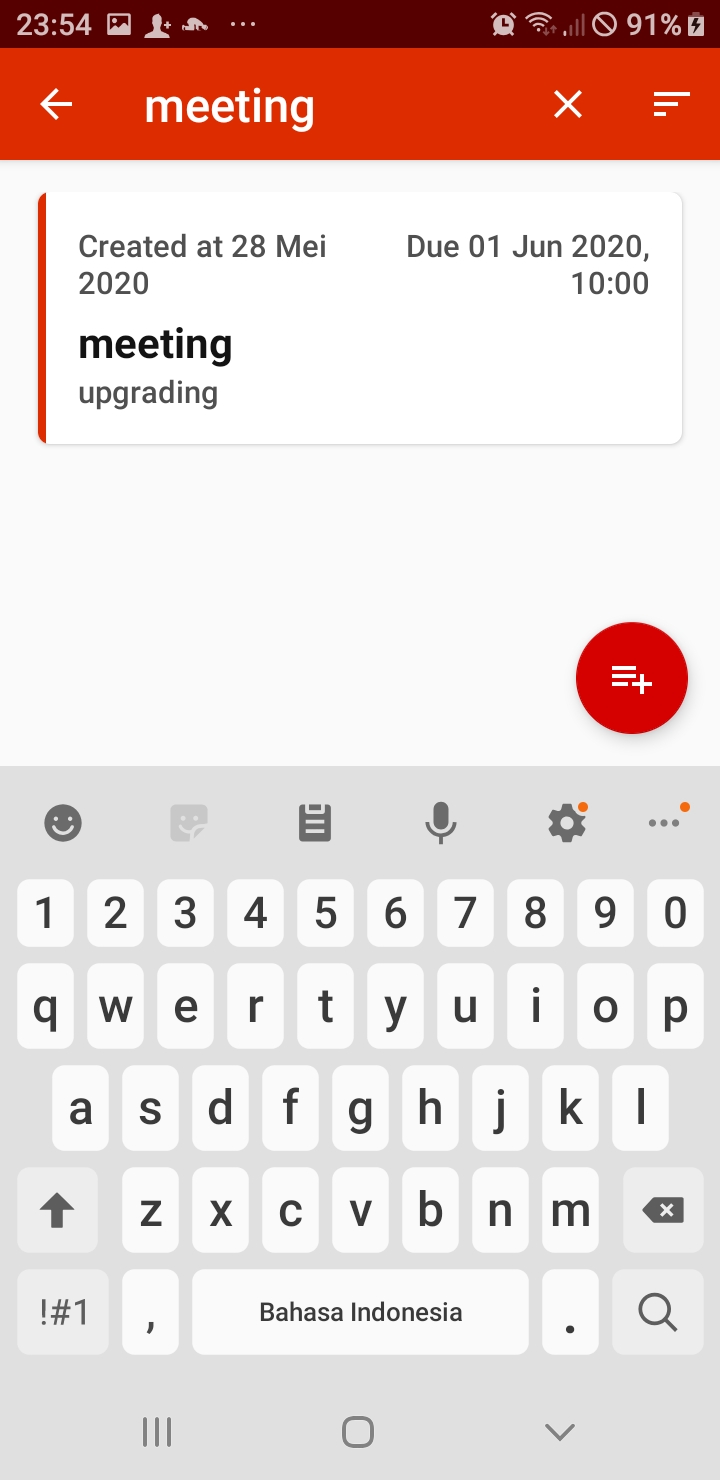 23:54 91%
meeting
Created at 28 Mei Due 01 Jun 2020,
2020 10:00
meeting
upgrading
1 2 3 4 5 6 7 8 9 0
q w e r t y u i o p
a s d f g h j k l
z x c v b n m
!#1 , Bahasa Indonesia .